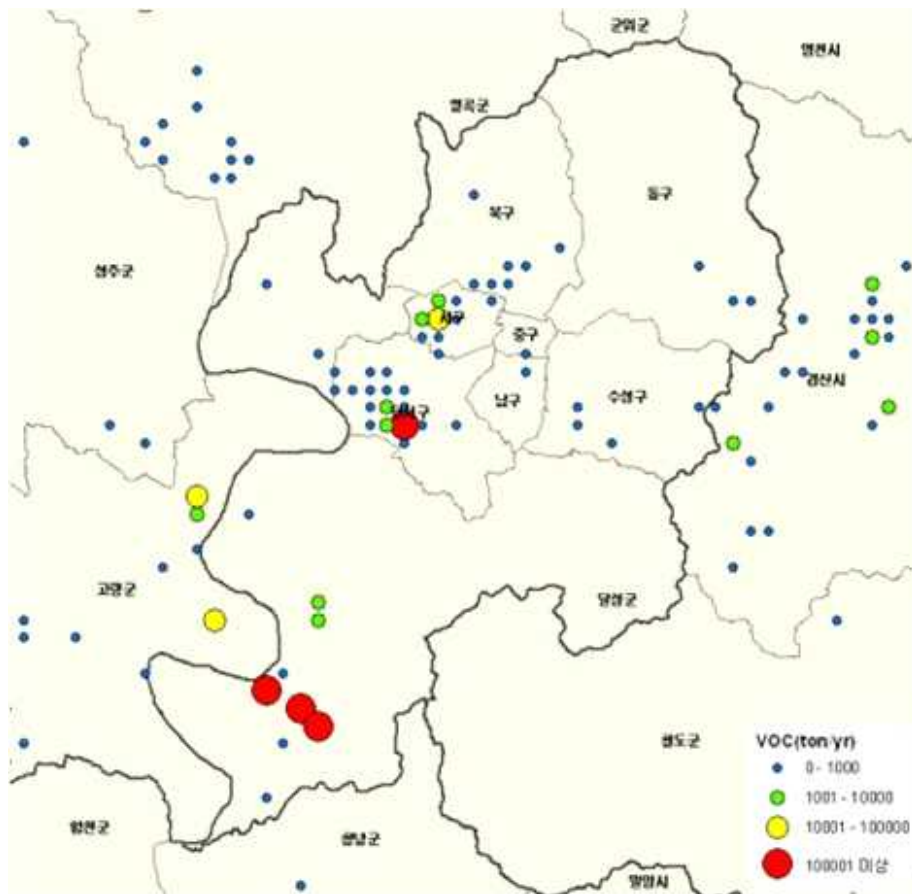 군위군
영천시
칠곡군
동구
북구
성주군
서구
중구
경산시
남구
수성구
달서구
고령군
달성군
청도군
VOC(ton/yr)
0 - 1000
1001 - 10000
10001 - 100000
100001 이상
합천군
창녕군
밀양시